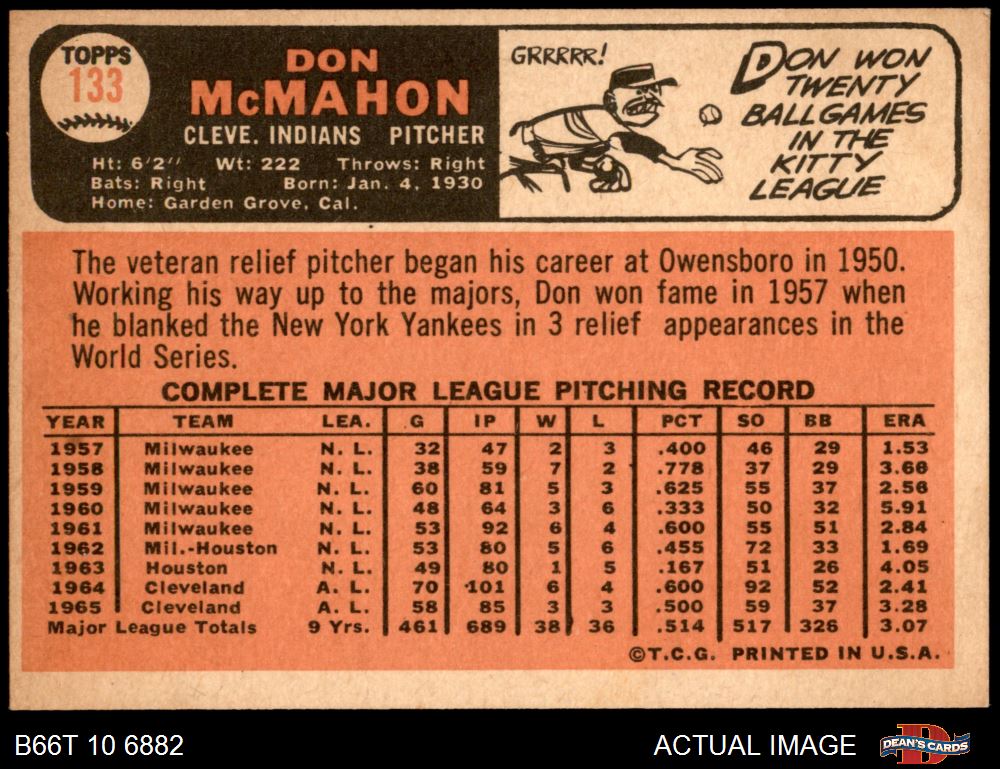 TOPPS
133
DON
McMAHON
CLEVE. INDIANS PITCHER
Ht: 6'2" Wt: 222 Throws: Right
Bats: Right Born: Jan. 4, 1930
Home: Garden Grove, Cal.
GRRRRR!
DON WON
TWENTY
BALLGAMES
IN THE
KITTY
LEAGUE
The veteran relief pitcher began his career at Owensboro in 1950.
Working his way up to the majors, Don won fame in 1957 when
he blanked the New York Yankees in 3 relief appearances in the
World Series.
COMPLETE MAJOR LEAGUE PITCHING RECORD
YEAR TEAM LEA. G IP W L PCT SO BB ERA
1957 Milwaukee N. L. 32 47 2 3 .400 46 29 1.53
1958 Milwaukee N. L. 38 59 7 2 .778 37 29 3.66
1959 Milwaukee N. L. 60 81 5 3 .625 55 37 2.56
1960 Milwaukee N. L. 48 64 3 6 .333 50 32 5.91
1961 Milwaukee N. L. 53 92 6 4 .600 55 51 2.84
1962 Mil.-Houston N. L. 53 80 5 6 .455 72 33 1.69
1963 Houston N. L. 49 80 1 5 .167 51 26 4.05
1964 Cleveland A. L. 70 101 6 4 .600 92 52 2.41
1965 Cleveland A. L. 58 85 3 3 .500 59 37 3.28
Major League Totals 9 Yrs. 461 689 38 36 .514 517 326 3.07
©T.C.G. PRINTED IN U.S.A.
B66T 10 6882 ACTUAL IMAGE DEAN'S CARDS